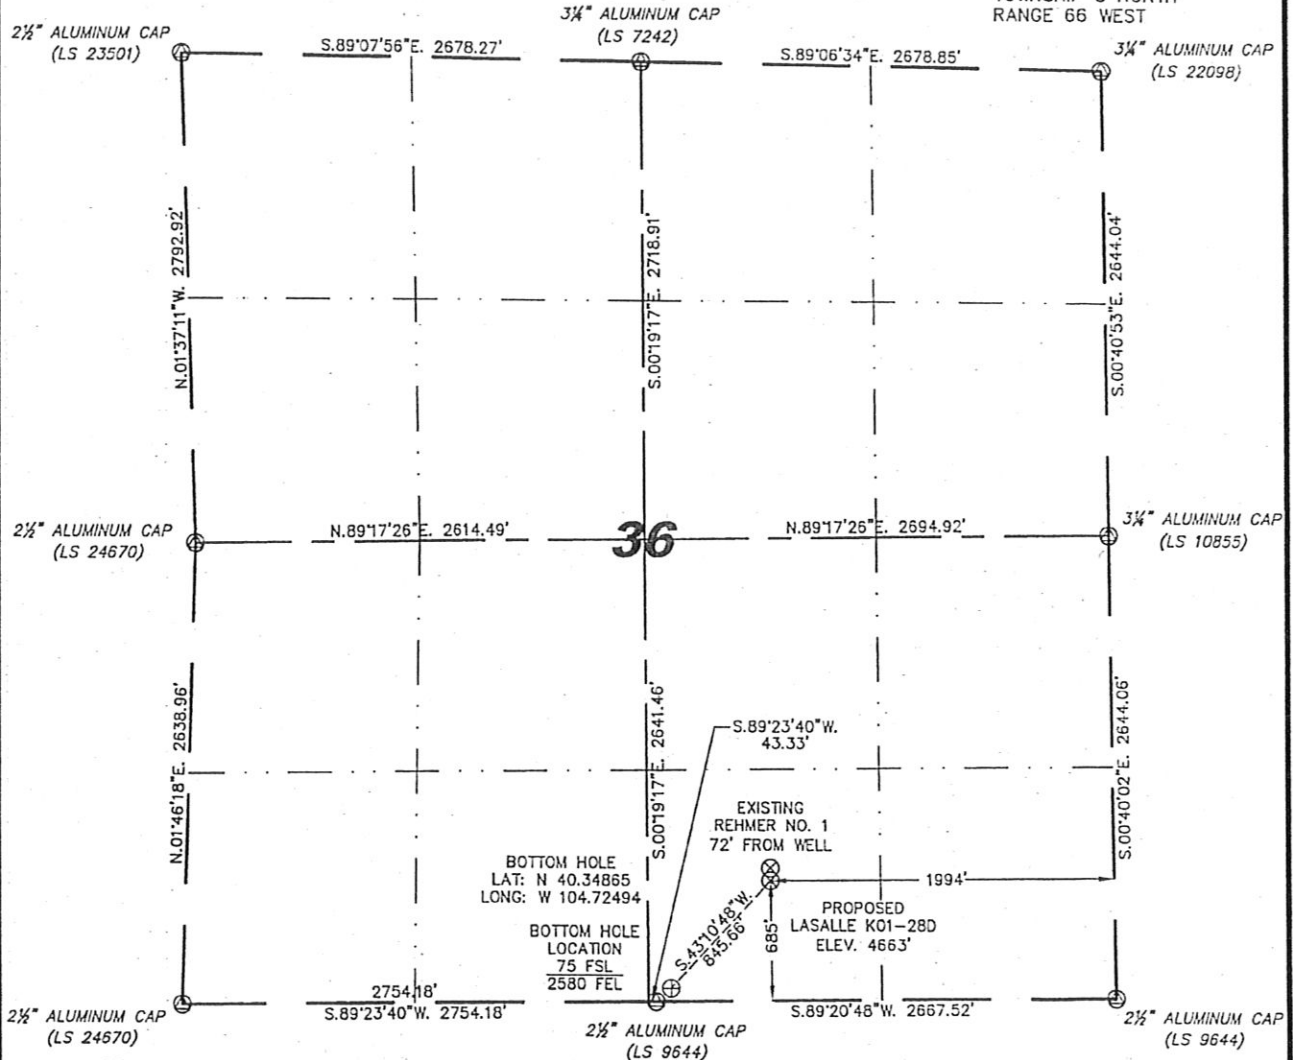 RANGE 66 WEST
2½" ALUMINUM CAP
(LS 23501)
S.89°07'56"E. 2678.27'
3¼" ALUMINUM CAP
(LS 7242)
S.89°06'34"E. 2678.85'
3¼" ALUMINUM CAP
(LS 22098)
N.01°37'11"W. 2792.92'
S.00°19'17"E. 2718.91'
S.00°40'53"E. 2644.04'
2½" ALUMINUM CAP
(LS 24670)
N.89°17'26"E. 2614.49'
36
N.89°17'26"E. 2694.92'
3¼" ALUMINUM CAP
(LS 10855)
N.01°46'18"E. 2638.96'
S.00°19'17"E. 2641.46'
S.89°23'40"W.
43.33'
S.00°40'02"E. 2644.06'
EXISTING
REHMER NO. 1
72' FROM WELL
BOTTOM HOLE
LAT: N 40.34865
LONG: W 104.72494
1994'
PROPOSED
LASALLE K01-28D
ELEV. 4663'
S.43°10'48"W.
845.66'
685'
BOTTOM HOLE
LOCATION
75 FSL
2580 FEL
2½" ALUMINUM CAP
(LS 24670)
2754.18'
S.89°23'40"W. 2754.18'
2½" ALUMINUM CAP
(LS 9644)
S.89°20'48"W. 2667.52'
2½" ALUMINUM CAP
(LS 9644)